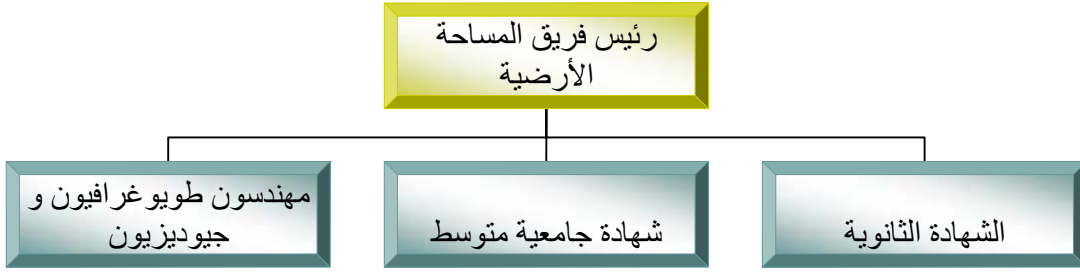 رئيس فريق المساحة
الأرضية
الشهادة الثانوية
شهادة جامعية متوسط
مهندسون طوبوغرافيون و
جيوديزيون